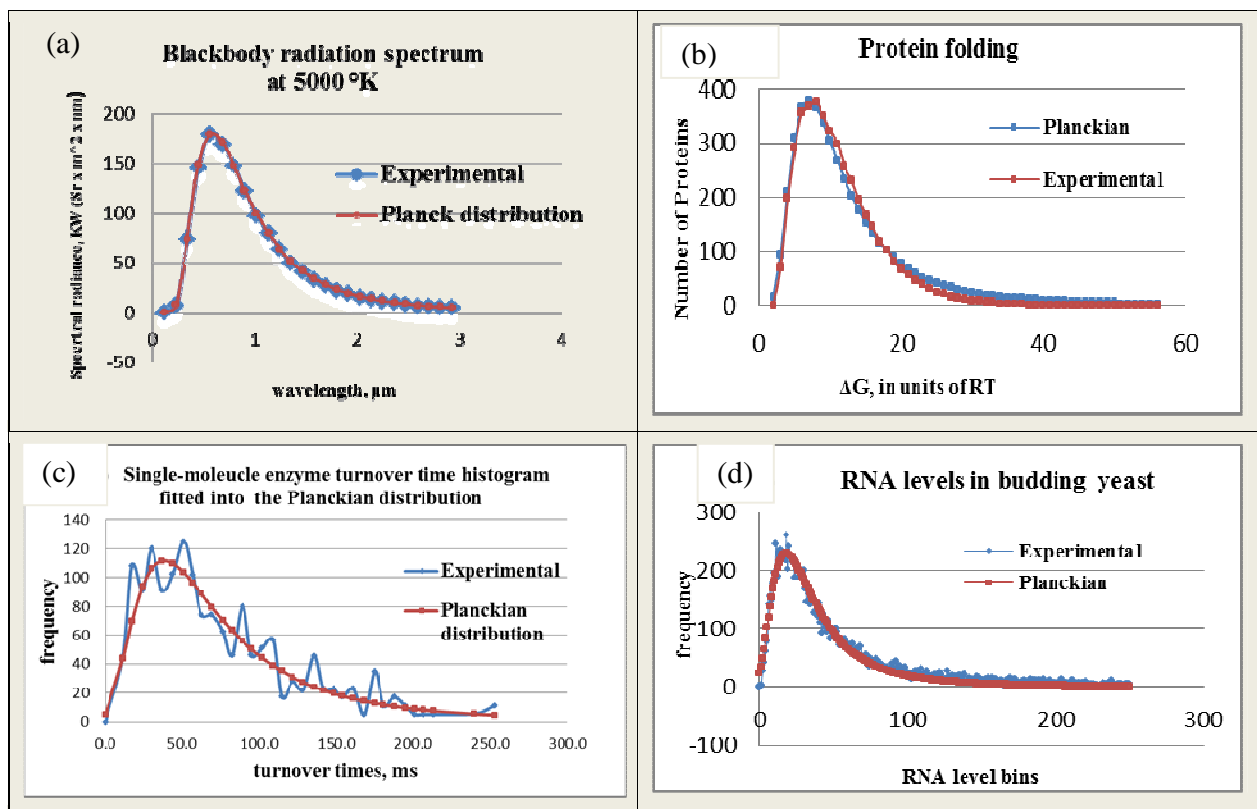 (a)
Blackbody radiation spectrum
at 5000 °K
Spectral radiance, KW (Sr x m^2 x nm)
200
150
100
50
0
-50
0
1
2
3
4
Experimental
Planck distribution
wavelength, µm
(b)
Protein folding
Number of Proteins
400
300
200
100
0
0
20
40
60
Planckian
Experimental
ΔG, in units of RT
(c)
Single-moleucle enzyme turnover time histogram
fitted into the Planckian distribution
frequency
140
120
100
80
60
40
20
0
0.0
50.0
100.0
150.0
200.0
250.0
300.0
Experimental
Planckian
distribution
turnover times, ms
(d)
RNA levels in budding yeast
frequency
300
200
100
0
-100
0
100
200
300
Experimental
Planckian
RNA level bins